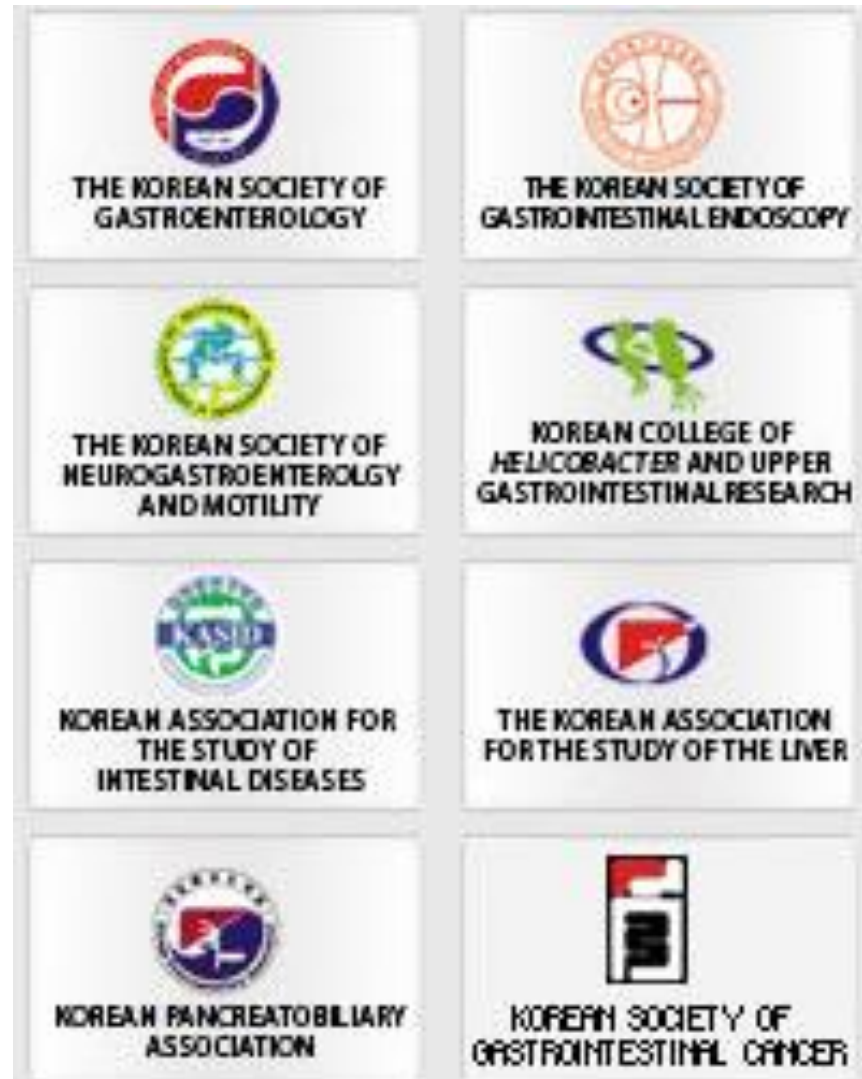 THE KOREAN SOCIETY OF
GASTROENTEROLOGY
THE KOREAN SOCIETY OF
GASTROINTESTINAL ENDOSCOPY
THE KOREAN SOCIETY OF
NEUROGASTROENTEROLGY
AND MOTILITY
KOREAN COLLEGE OF
HELICOBACTER AND UPPER
GASTROINTESTINAL RESEARCH
KASID
KOREAN ASSOCIATION FOR
THE STUDY OF
INTESTINAL DISEASES
THE KOREAN ASSOCIATION
FOR THE STUDY OF THE LIVER
KOREAN PANCREATOBILIARY
ASSOCIATION
KOREAN SOCIETY OF
GASTROINTESTINAL CANCER